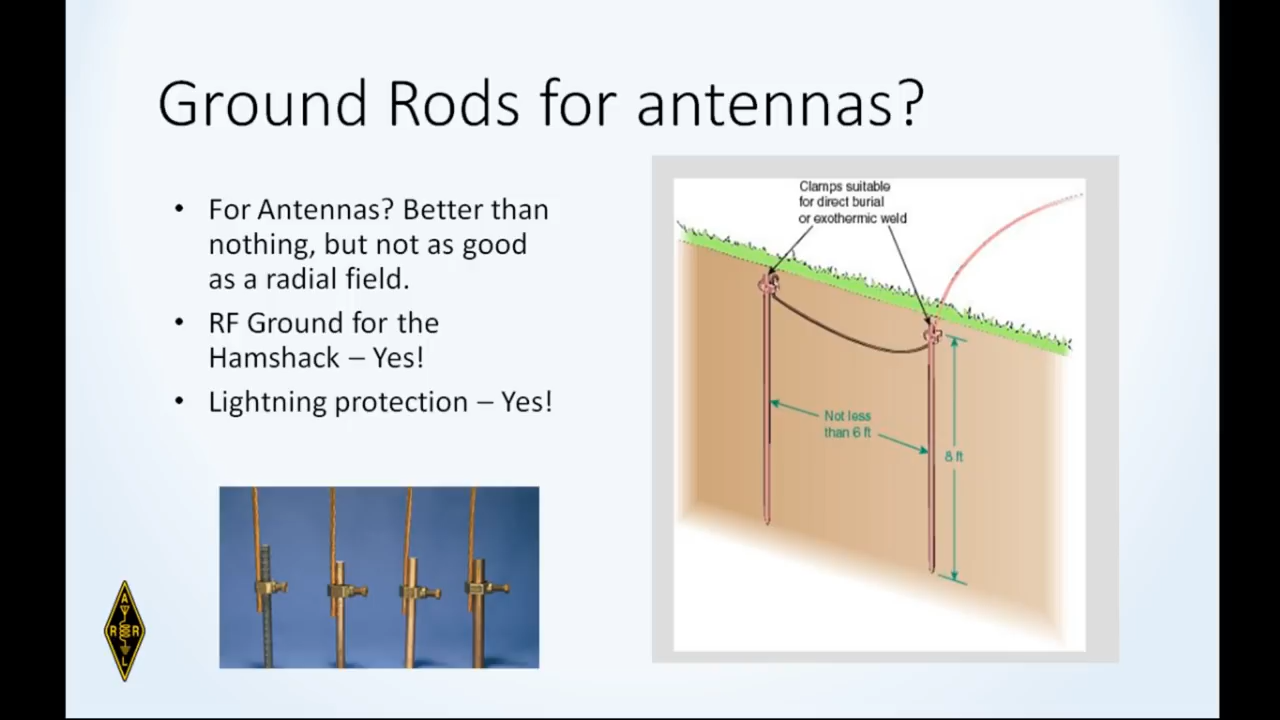 Ground Rods for antennas?
• For Antennas? Better than
nothing, but not as good
as a radial field.
• RF Ground for the
Hamshack – Yes!
• Lightning protection – Yes!
Clamps suitable
for direct burial
or exothermic weld
Not less
than 6 ft
8 ft
A
R R
L